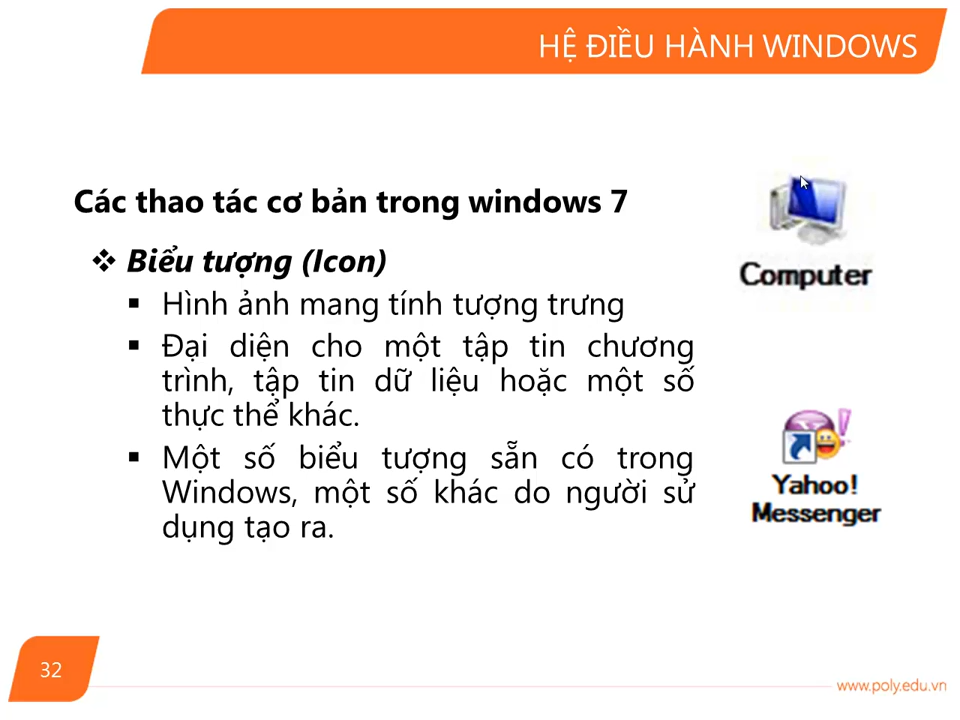 HỆ ĐIỀU HÀNH WINDOWS
Các thao tác cơ bản trong windows 7
❖ Biểu tượng (Icon)
▪ Hình ảnh mang tính tượng trưng
▪ Đại diện cho một tập tin chương
trình, tập tin dữ liệu hoặc một số
thực thể khác.
▪ Một số biểu tượng sẵn có trong
Windows, một số khác do người sử
dụng tạo ra.
Computer
Yahoo!
Messenger
32
www.poly.edu.vn